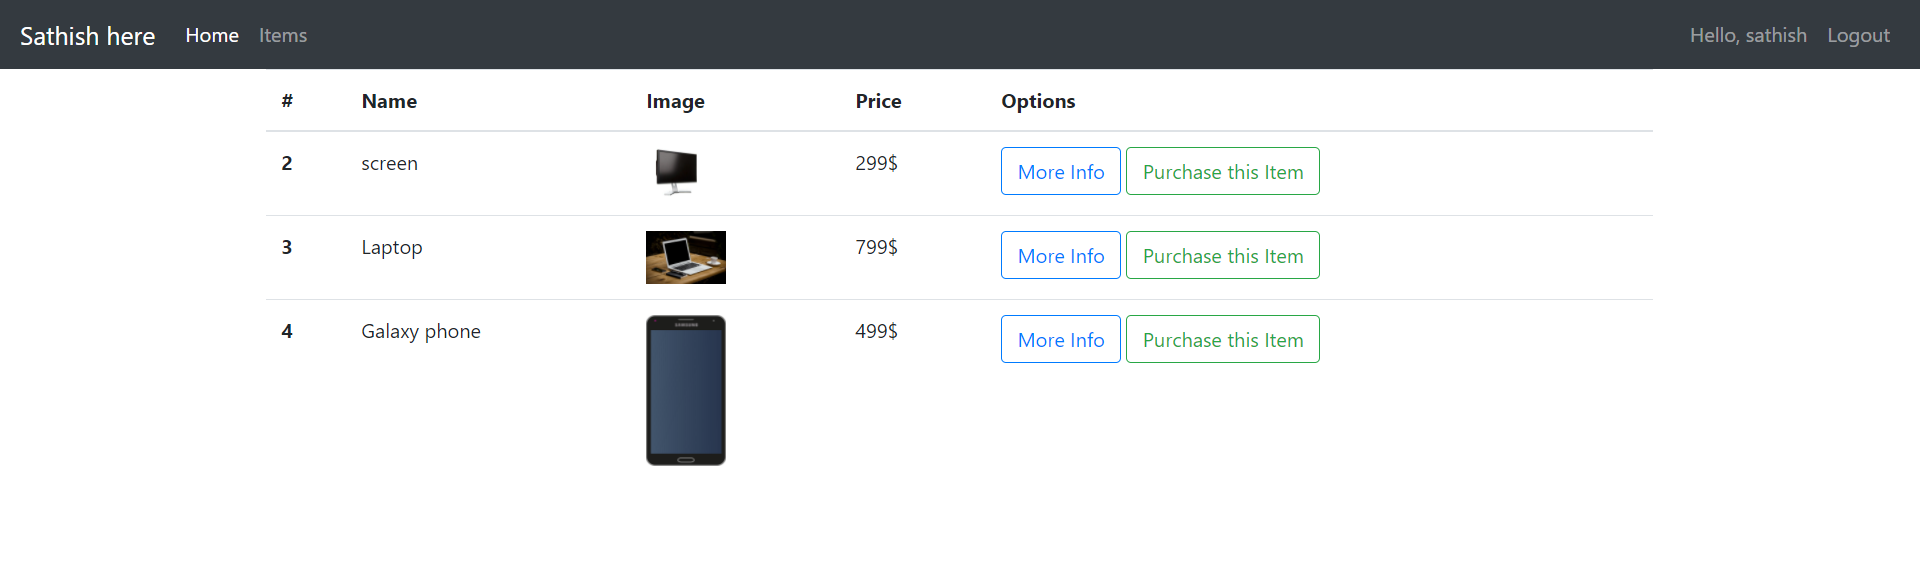 Sathish here Home Items Hello, sathish Logout
# Name Image Price Options
2 screen 299$ More Info Purchase this Item
3 Laptop 799$ More Info Purchase this Item
4 Galaxy phone SAMSUNG 499$ More Info Purchase this Item